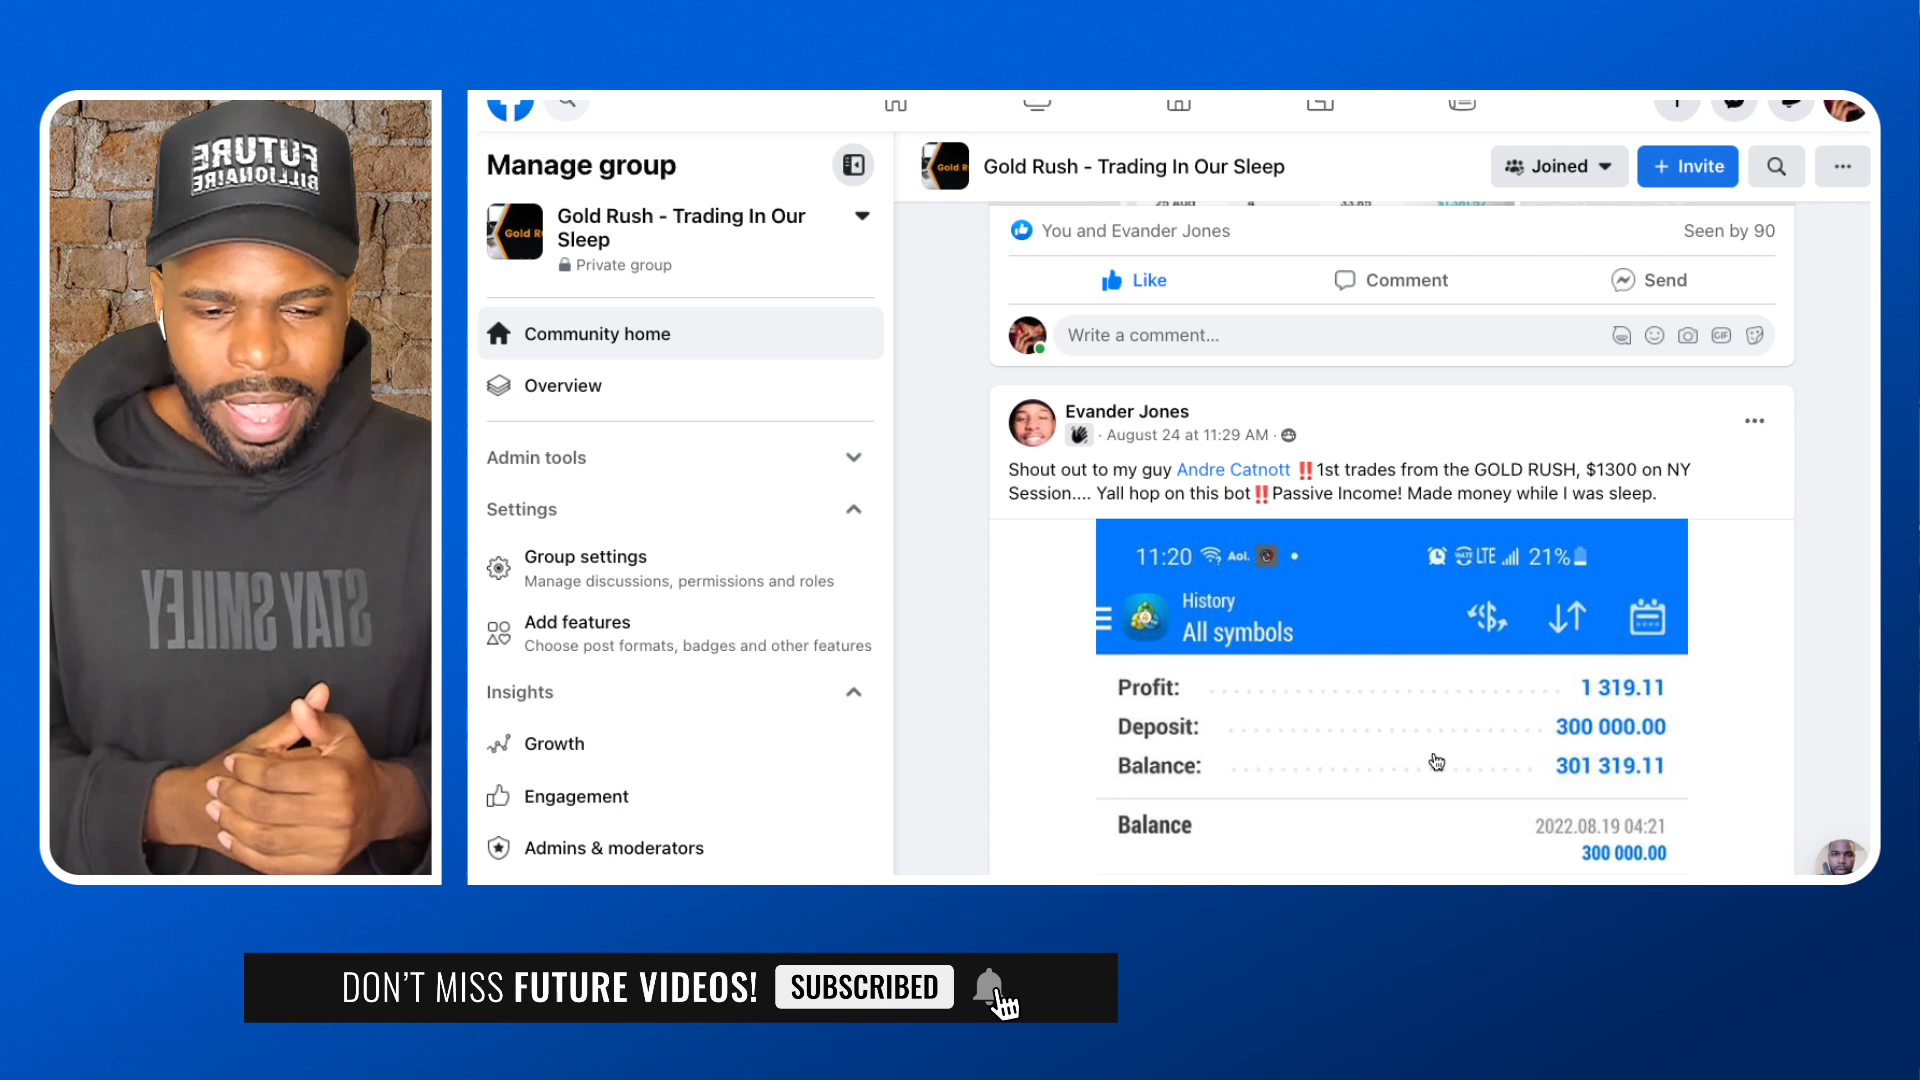 FUTURE
BILLIONAIRE
STAY SMILEY
Manage group
Gold R
Gold Rush - Trading In Our
Sleep
Private group
Community home
Overview
Admin tools
Settings
Group settings
Manage discussions, permissions and roles
Add features
Choose post formats, badges and other features
Insights
Growth
Engagement
Admins & moderators
Gold R
Gold Rush - Trading In Our Sleep
Joined
+ Invite
You and Evander Jones
Seen by 90
Like
Comment
Send
Write a comment...
GIF
Evander Jones
· August 24 at 11:29 AM ·
Shout out to my guy Andre Catnott ‼️1st trades from the GOLD RUSH, $1300 on NY
Session.... Yall hop on this bot‼️Passive Income! Made money while I was sleep.
11:20 Aol. • LTE 21%
History
All symbols
Profit: 1 319.11
Deposit: 300 000.00
Balance: 301 319.11
Balance 2022.08.19 04:21
300 000.00
DON'T MISS FUTURE VIDEOS! SUBSCRIBED